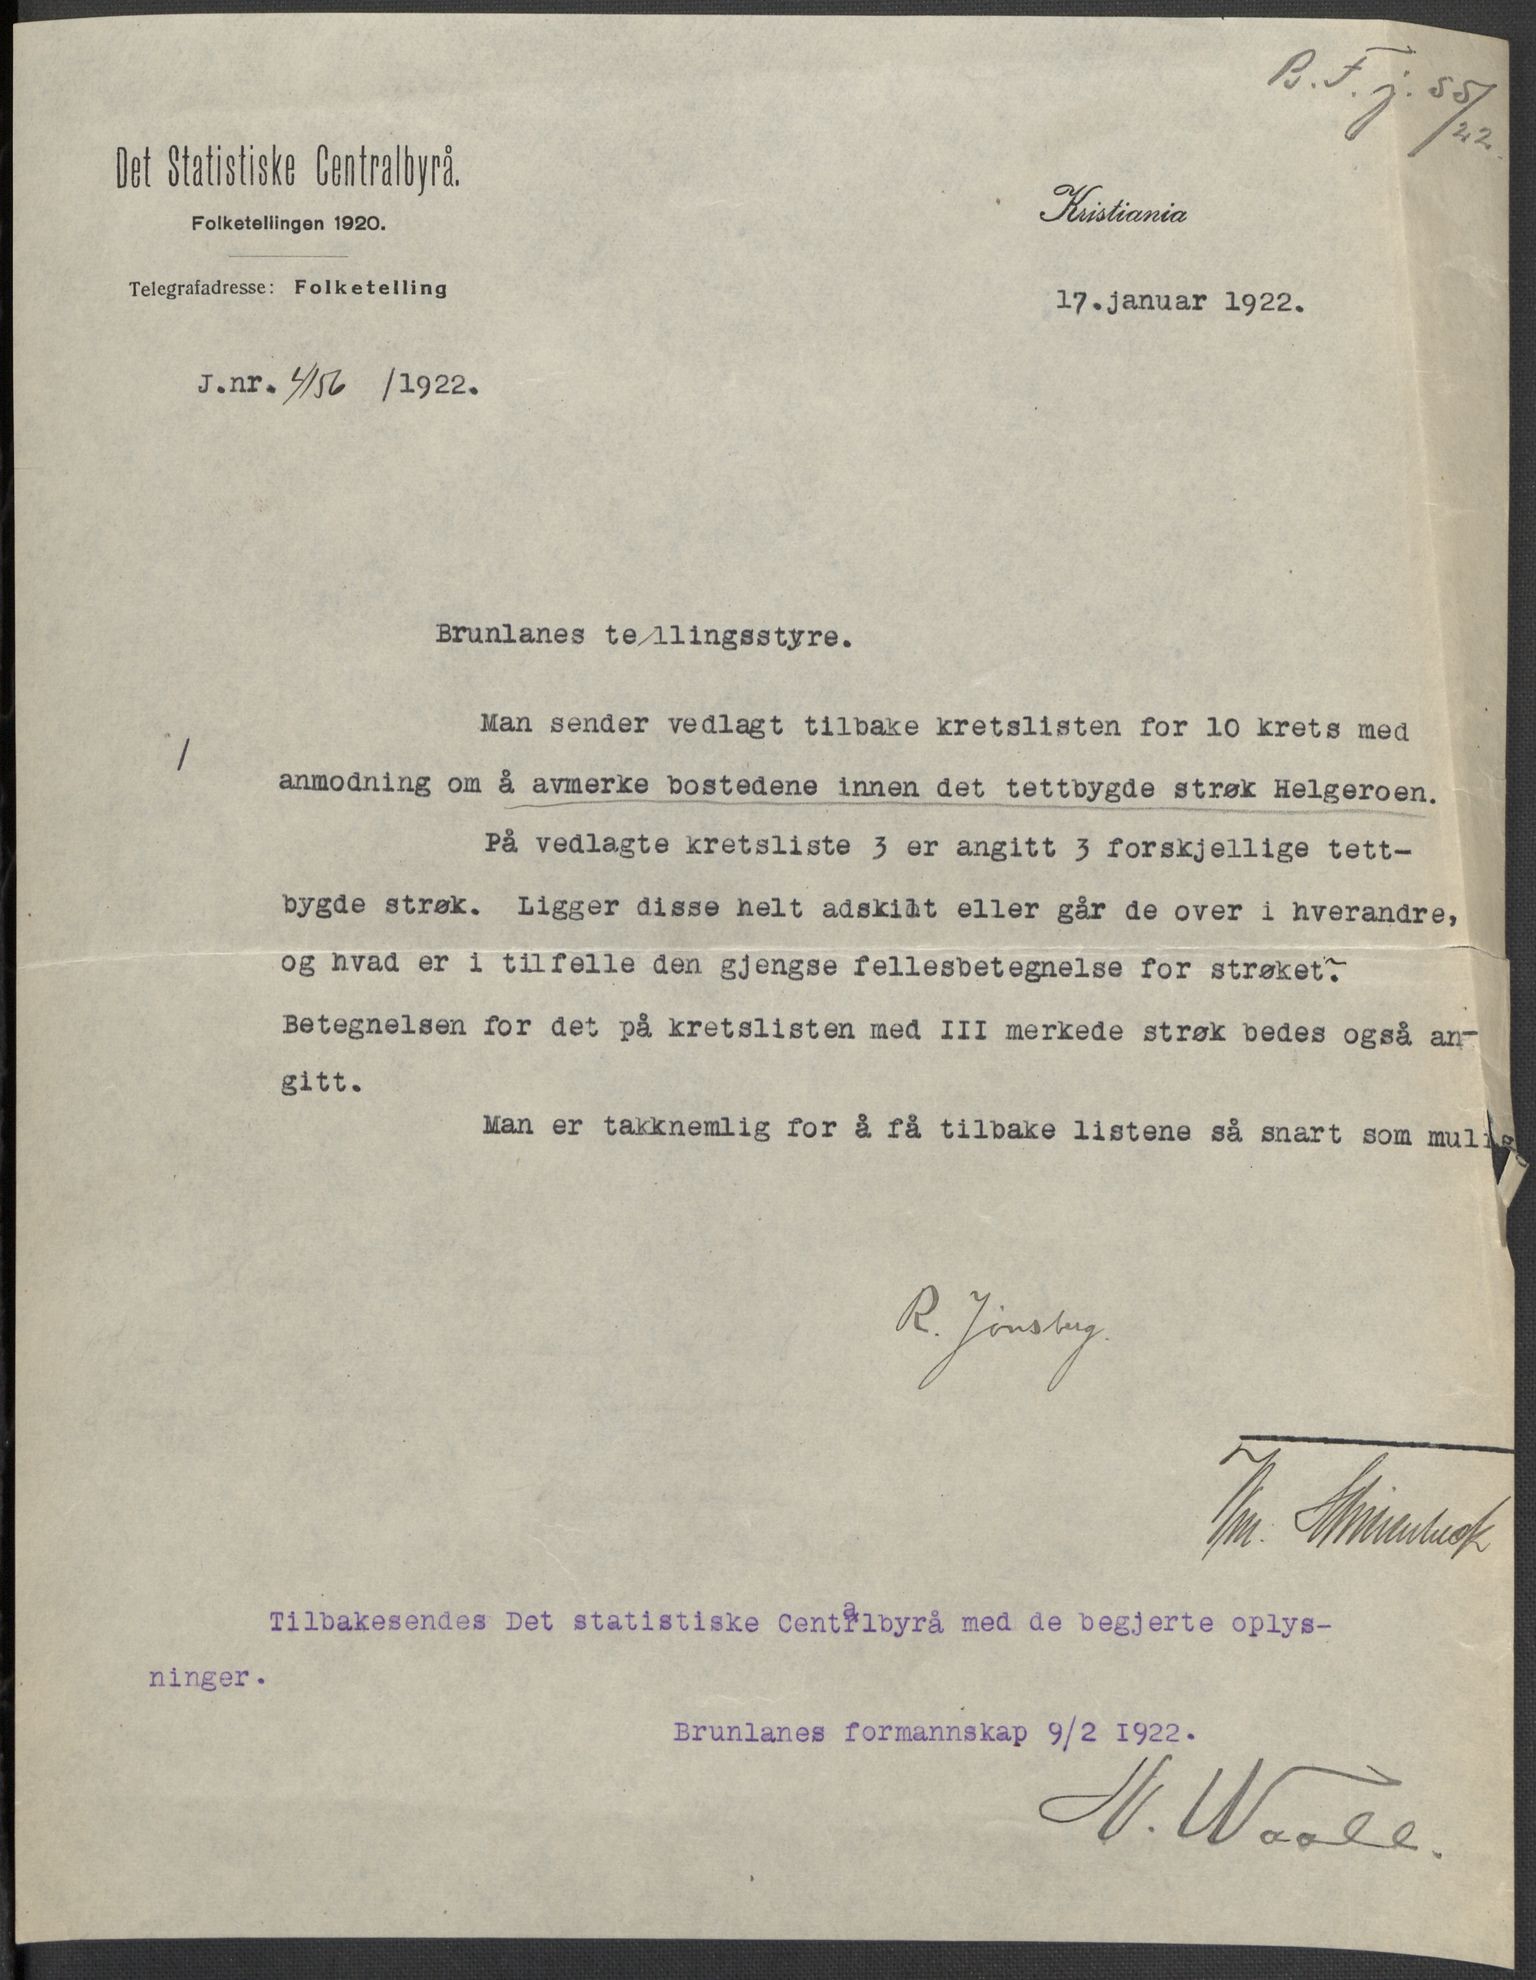 B. F. j. 55/22.
Det Statistiske Centralbyrå.
Folketellingen 1920.
Telegrafadresse: Folketelling
Kristiania
17.januar 1922.
J.nr. 4156 /1922.
Brunlanes te/llingsstyre.
/ Man sender vedlagt tilbake kretslisten for 10 krets med
anmodning om å avmerke bostedene innen det tettbygde strøk Helgeroen.
På vedlagte kretsliste 3 er angitt 3 forskjellige tett-
bygde strøk. Ligger disse helt adskilt eller går de over i hverandre,
og hvad er i tilfelle den gjengse fellesbetegnelse for strøket?
Betegnelsen for det på kretslisten med III merkede strøk bedes også an-
gitt.
Man er takknemlig for å få tilbake listene så snart som mulig
R. Jønsberg.
Tilbakesendes Det statistiske Centralbyrå med de begjerte oplys-
ninger.
Brunlanes formannskap 9/2 I922.
Waale.